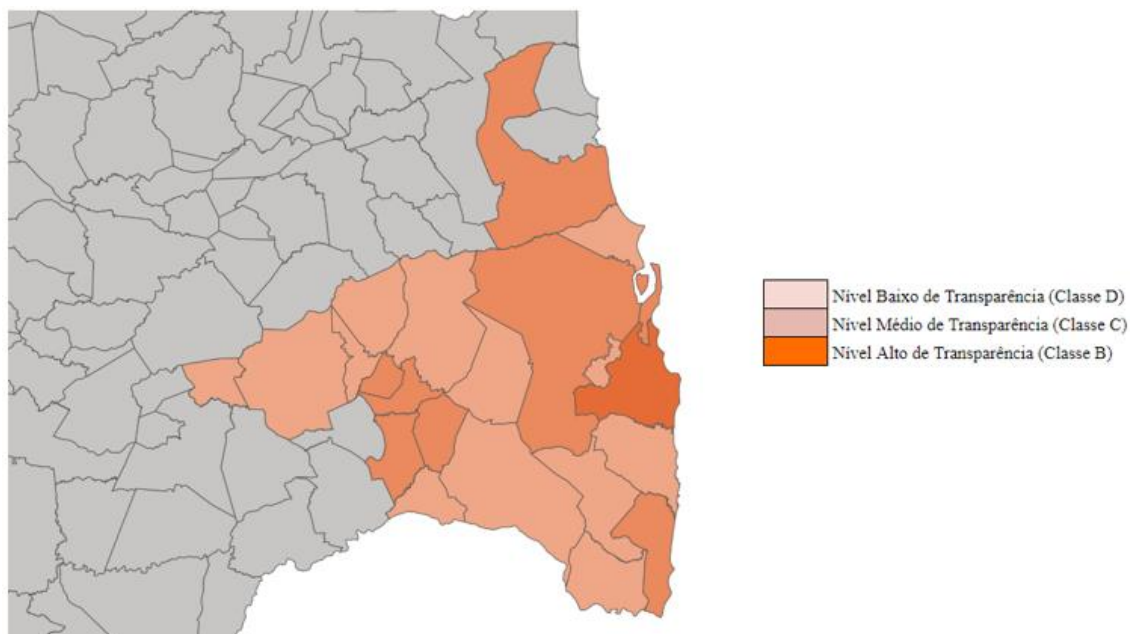 Nível Baixo de Transparência (Classe D)
Nível Médio de Transparência (Classe C)
Nível Alto de Transparência (Classe B)